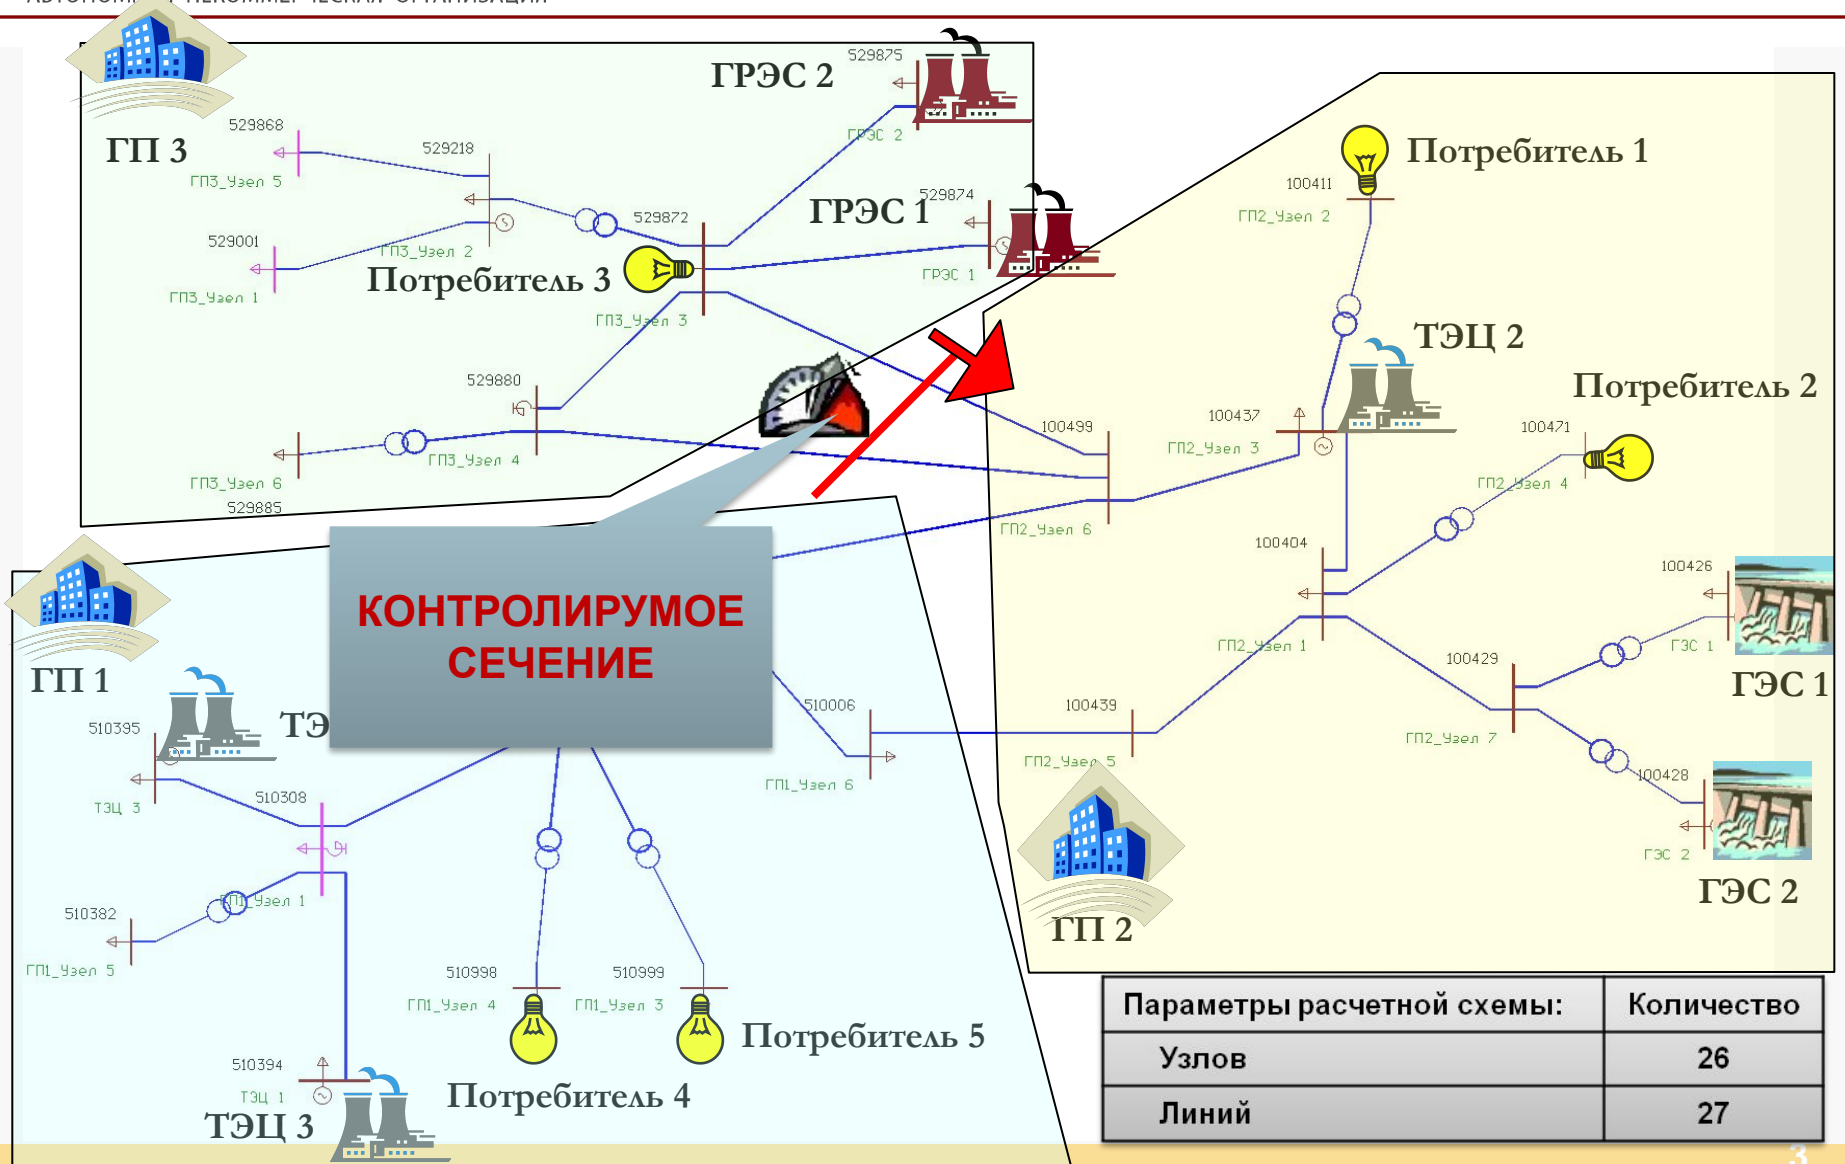 529875
ГРЭС 2
ГРЭС 2
ГП 3
529868
ГП3_Узел 5
529218
ГП3_Узел 2
529001
ГП3_Узел 1
529872
Потребитель 3
ГП3_Узел 3
ГРЭС 1
529874
ГРЭС 1
529880
ГП3_Узел 4
ГП3_Узел 6
529885
Потребитель 1
100411
ГП2_Узел 2
ТЭЦ 2
100437
ГП2_Узел 3
Потребитель 2
100471
ГП2_Узел 4
100499
ГП2_Узел 6
100404
ГП2_Узел 1
100426
ГЭС 1
ГЭС 1
100429
ГП2_Узел 7
100439
ГП2_Узел 5
100428
ГЭС 2
ГЭС 2
ГП 2
КОНТРОЛИРУМОЕ
СЕЧЕНИЕ
ГП 1
510395
ТЭ
ТЭЦ 3
510308
ГП1_Узел 1
510006
ГП1_Узел 6
510382
ГП1_Узел 5
510998
ГП1_Узел 4
510999
ГП1_Узел 3
Потребитель 5
Потребитель 4
510394
ТЭЦ 1
ТЭЦ 3
Параметры расчетной схемы: Количество
Узлов 26
Линий 27
3